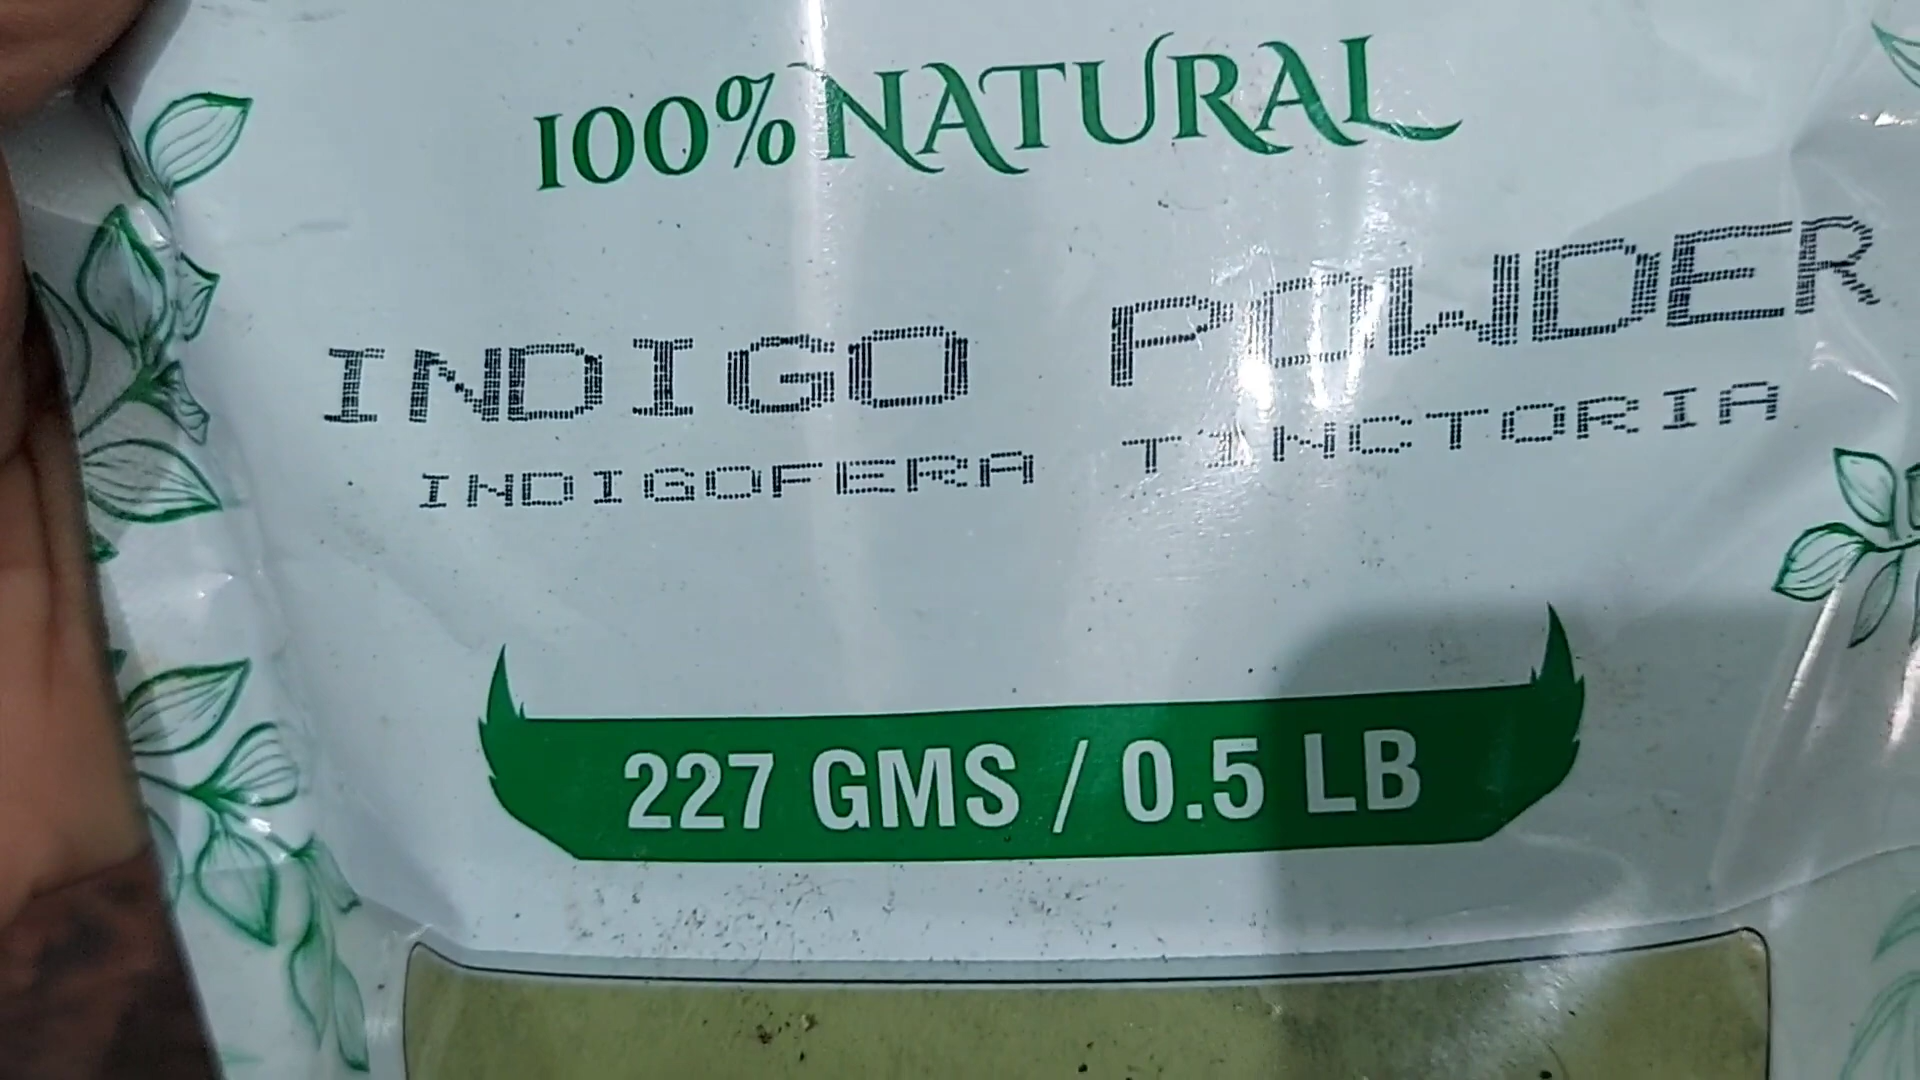 100% NATURAL
INDIGO POWDER
INDIGOFERA TINCTORIA
227 GMS / 0.5 LB